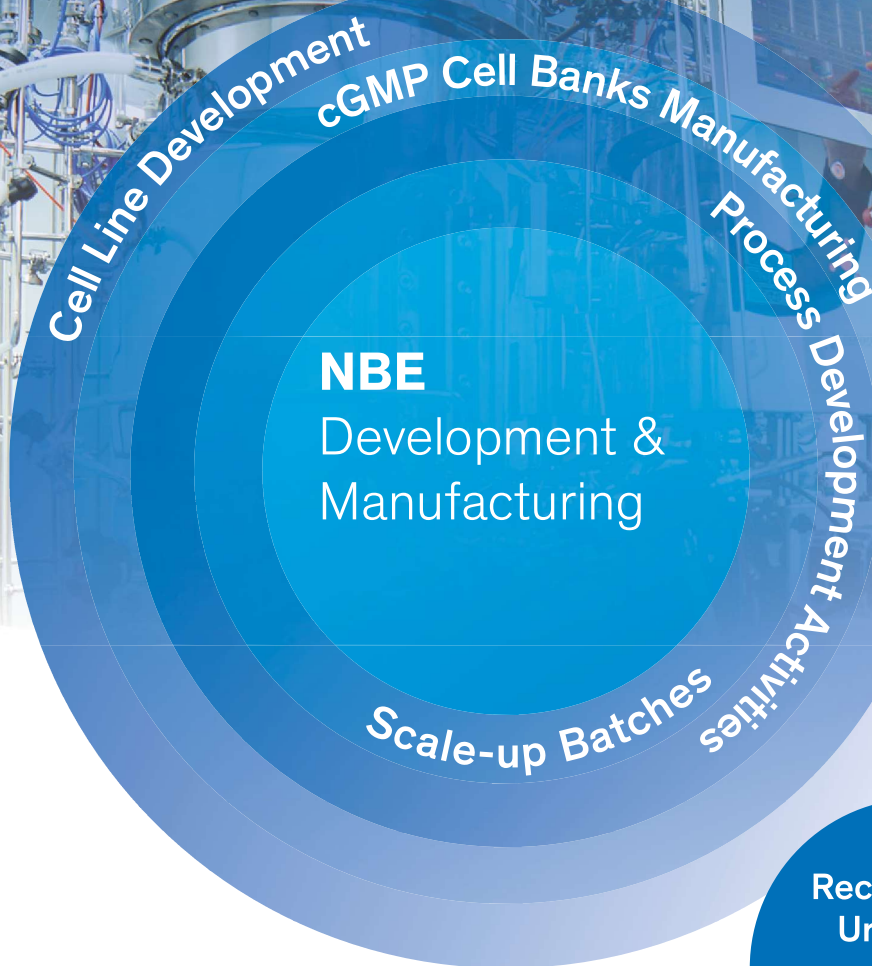 Cell Line Development
cGMP Cell Banks Manufacturing
Process Development Activities
NBE
Development &
Manufacturing
Scale-up Batches